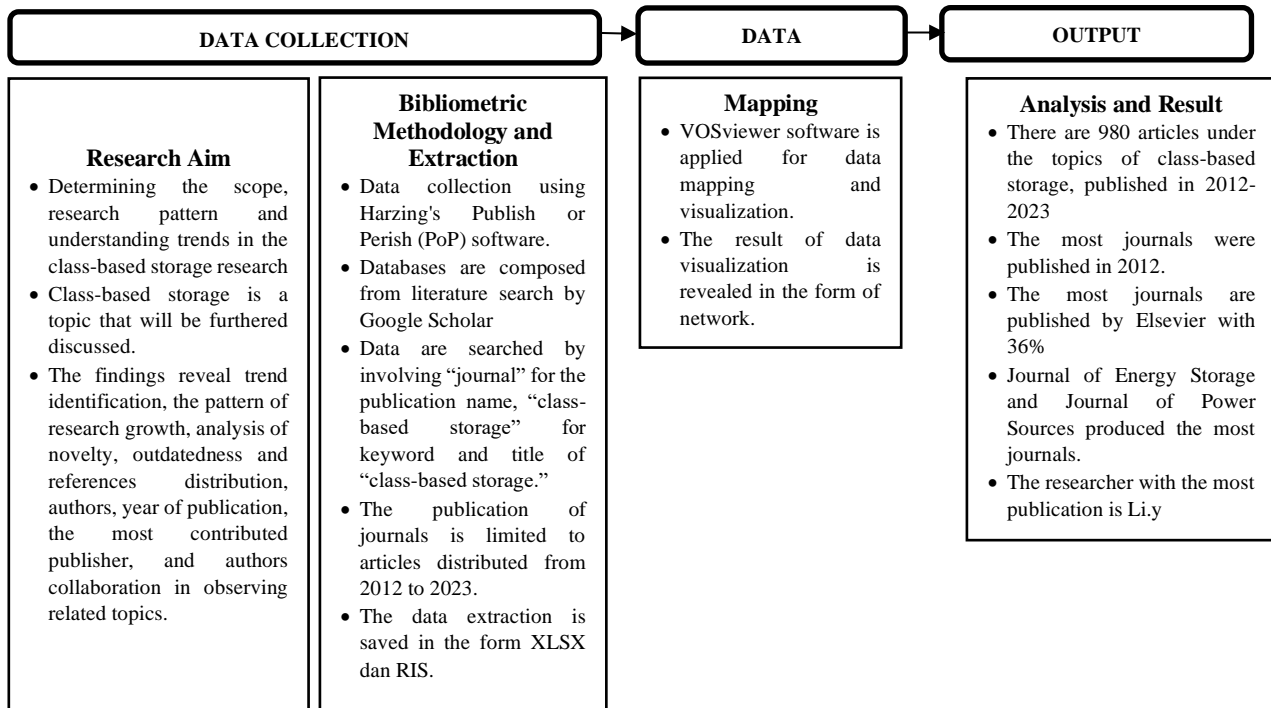 DATA COLLECTION
DATA
OUTPUT
Research Aim
• Determining the scope,
research pattern and
understanding trends in the
class-based storage research
• Class-based storage is a
topic that will be furthered
discussed.
• The findings reveal trend
identification, the pattern of
research growth, analysis of
novelty, outdatedness and
references distribution,
authors, year of publication,
the most contributed
publisher, and authors
collaboration in observing
related topics.
Bibliometric
Methodology and
Extraction
• Data collection using
Harzing's Publish or
Perish (PoP) software.
• Databases are composed
from literature search by
Google Scholar
• Data are searched by
involving “journal” for the
publication name, “class-
based storage” for
keyword and title of
“class-based storage.”
• The publication of
journals is limited to
articles distributed from
2012 to 2023.
• The data extraction is
saved in the form XLSX
dan RIS.
Mapping
• VOSviewer software is
applied for data
mapping and
visualization.
• The result of data
visualization is
revealed in the form of
network.
Analysis and Result
• There are 980 articles under
the topics of class-based
storage, published in 2012-
2023
• The most journals were
published in 2012.
• The most journals are
published by Elsevier with
36%
• Journal of Energy Storage
and Journal of Power
Sources produced the most
journals.
• The researcher with the most
publication is Li.y